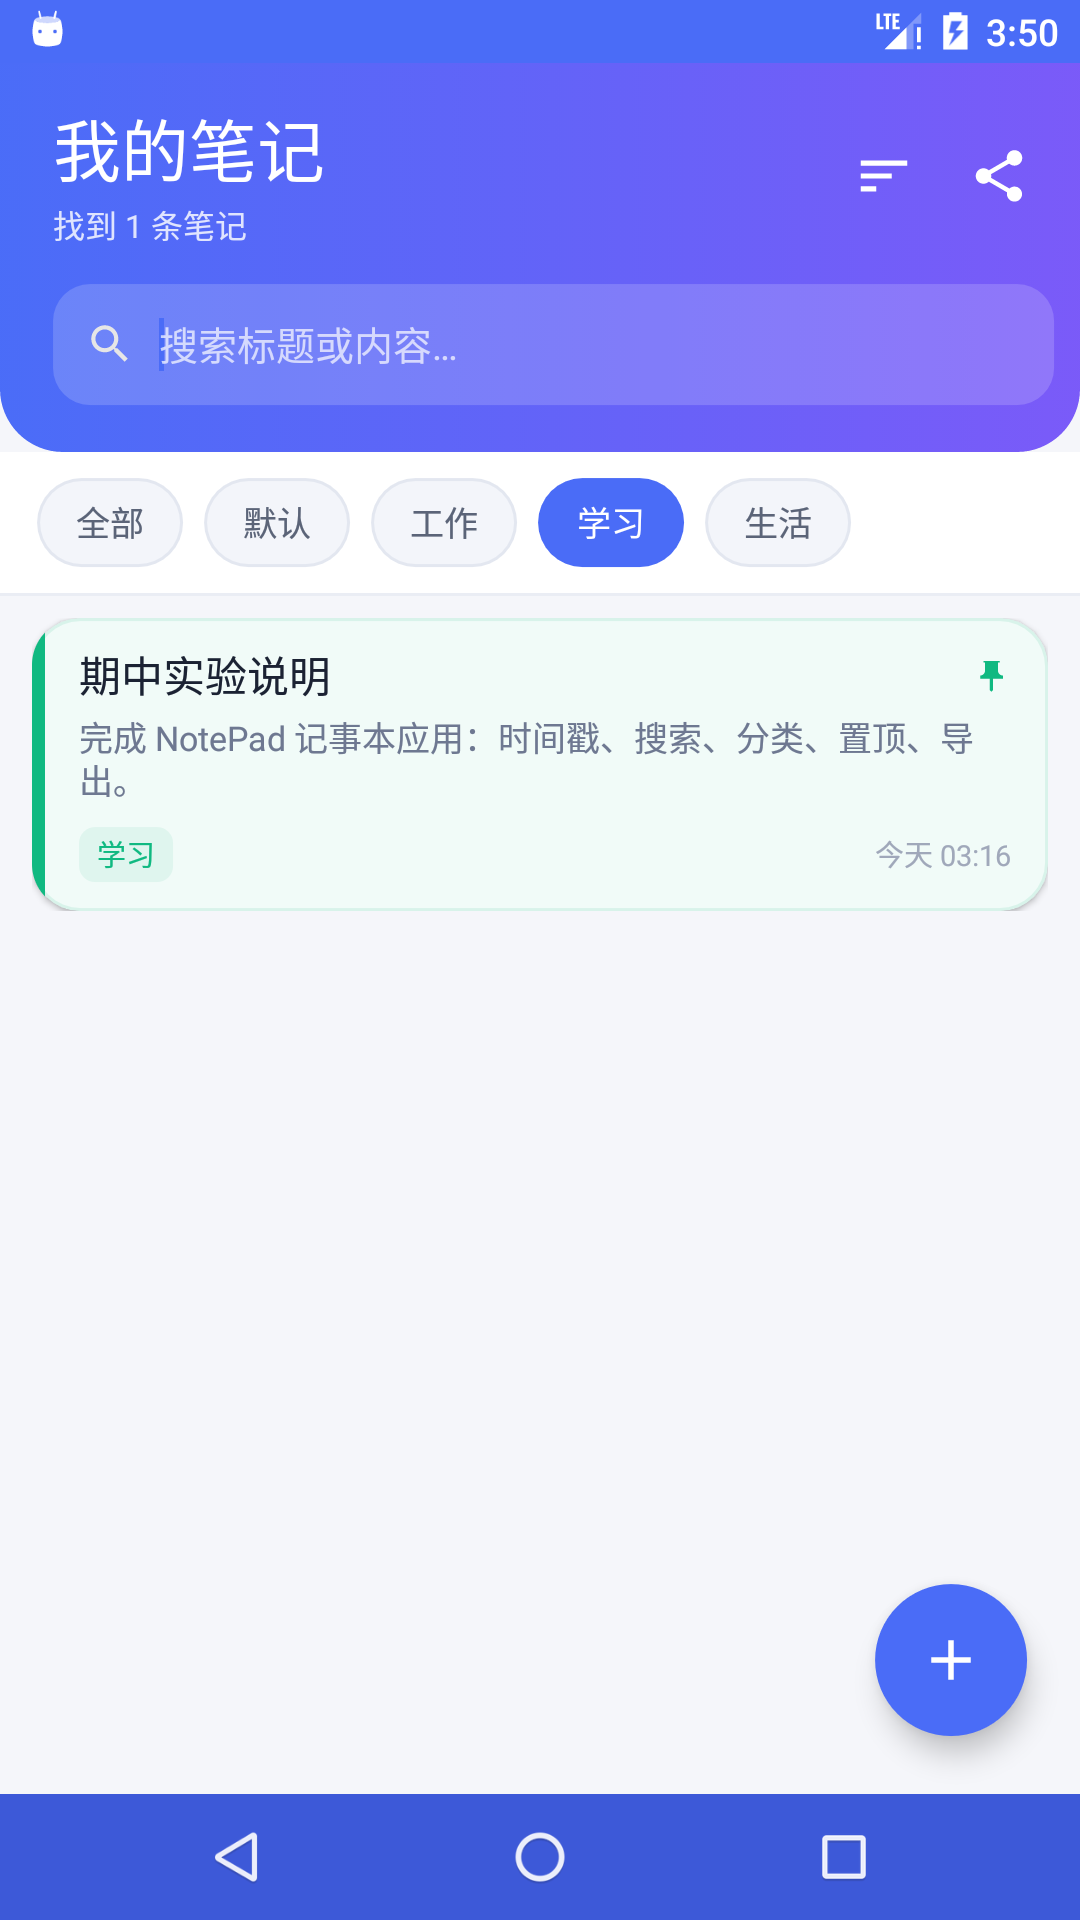 LTE 3:50
我的笔记
找到 1 条笔记
搜索标题或内容...
全部 默认 工作 学习 生活
期中实验说明
完成 NotePad 记事本应用：时间戳、搜索、分类、置顶、导
出。
学习 今天 03:16